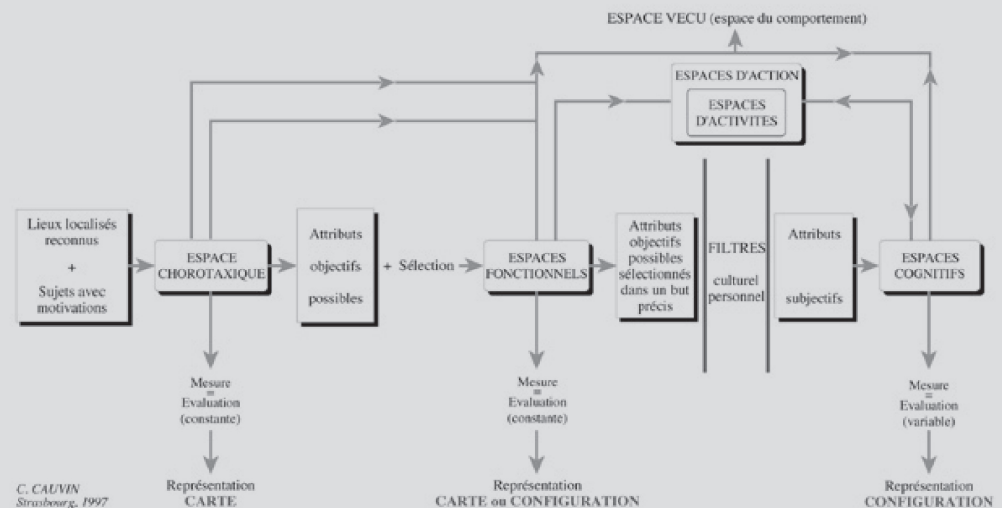 ESPACE VECU (espace du comportement)
ESPACES D'ACTION
ESPACES
D'ACTIVITES
Lieux localisés
reconnus
+
Sujets avec
motivations
ESPACE
CHOROTAXIQUE
Attributs
objectifs
possibles
+ Sélection
ESPACES
FONCTIONNELS
Attributs
objectifs
possibles
sélectionnés
dans un but
précis
FILTRES
culturel
personnel
Attributs
subjectifs
ESPACES
COGNITIFS
Mesure
=
Evaluation
(constante)
Mesure
=
Evaluation
(constante)
Mesure
=
Evaluation
(variable)
Représentation
CARTE
Représentation
CARTE ou CONFIGURATION
Représentation
CONFIGURATION
C. CAUVIN
Strasbourg, 1997